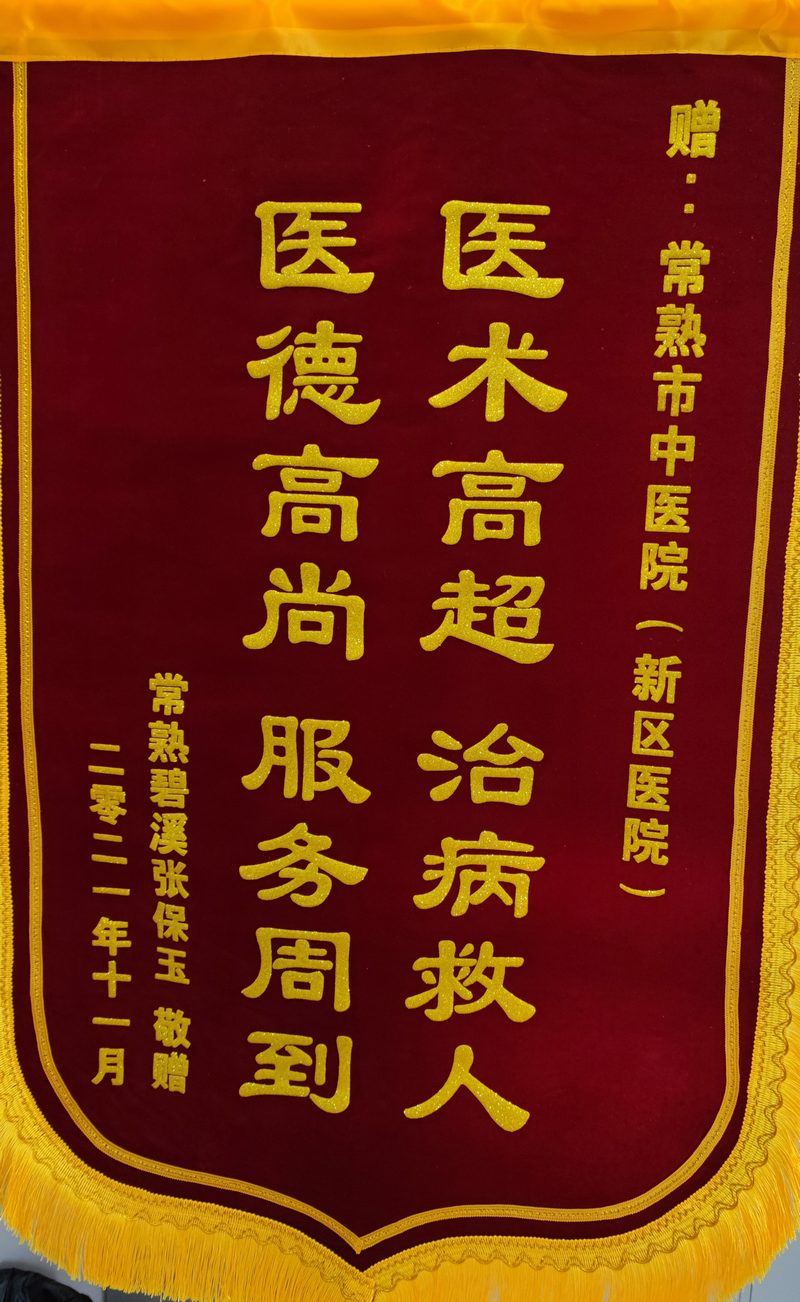 赠：常熟市中医院（新区医院）
医术高超 治病救人
医德高尚 服务周到
常熟碧溪张保玉 敬赠
二零二一年十一月